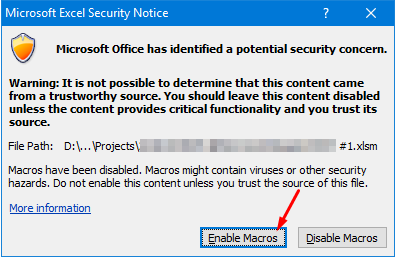 Microsoft Excel Security Notice
? ×
Microsoft Office has identified a potential security concern.
Warning: It is not possible to determine that this content came
from a trustworthy source. You should leave this content disabled
unless the content provides critical functionality and you trust its
source.
File Path: D:\...\Projects\ #1.xlsm
Macros have been disabled. Macros might contain viruses or other security
hazards. Do not enable this content unless you trust the source of this file.
More information
Enable Macros Disable Macros